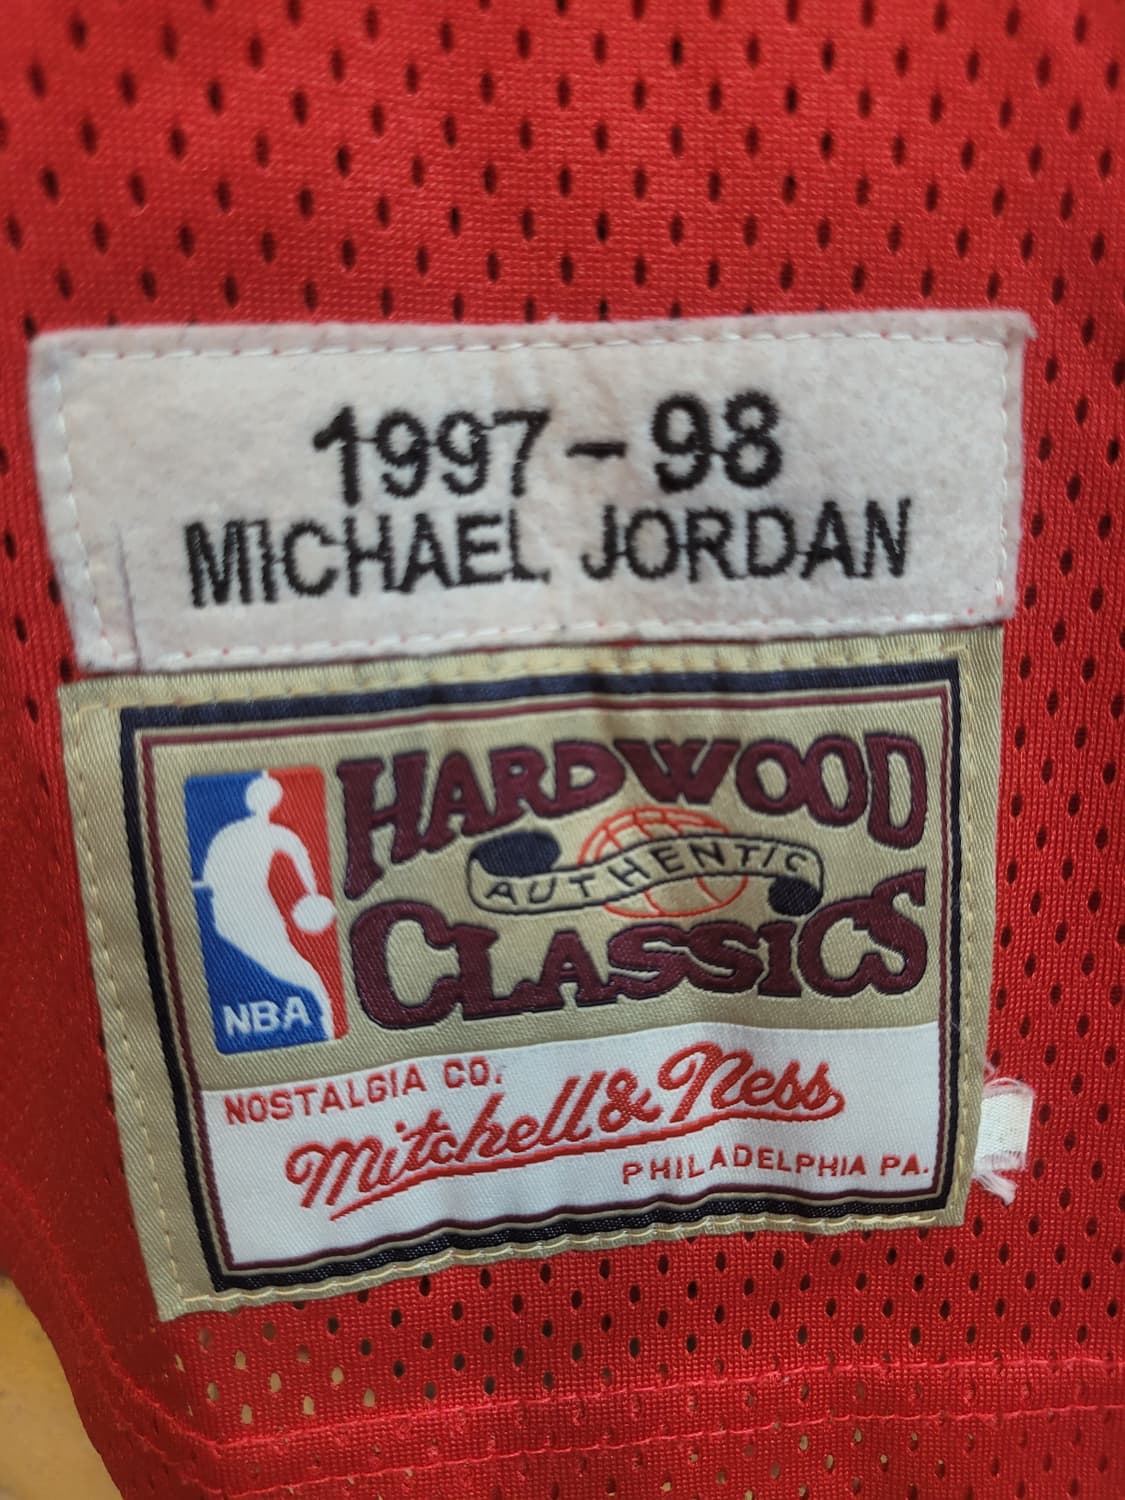 1997-98
MICHAEL JORDAN
HARDWOOD
AUTHENTIC
CLASSICS
NBA
NOSTALGIA CO.
Mitchell & Ness
PHILADELPHIA PA.